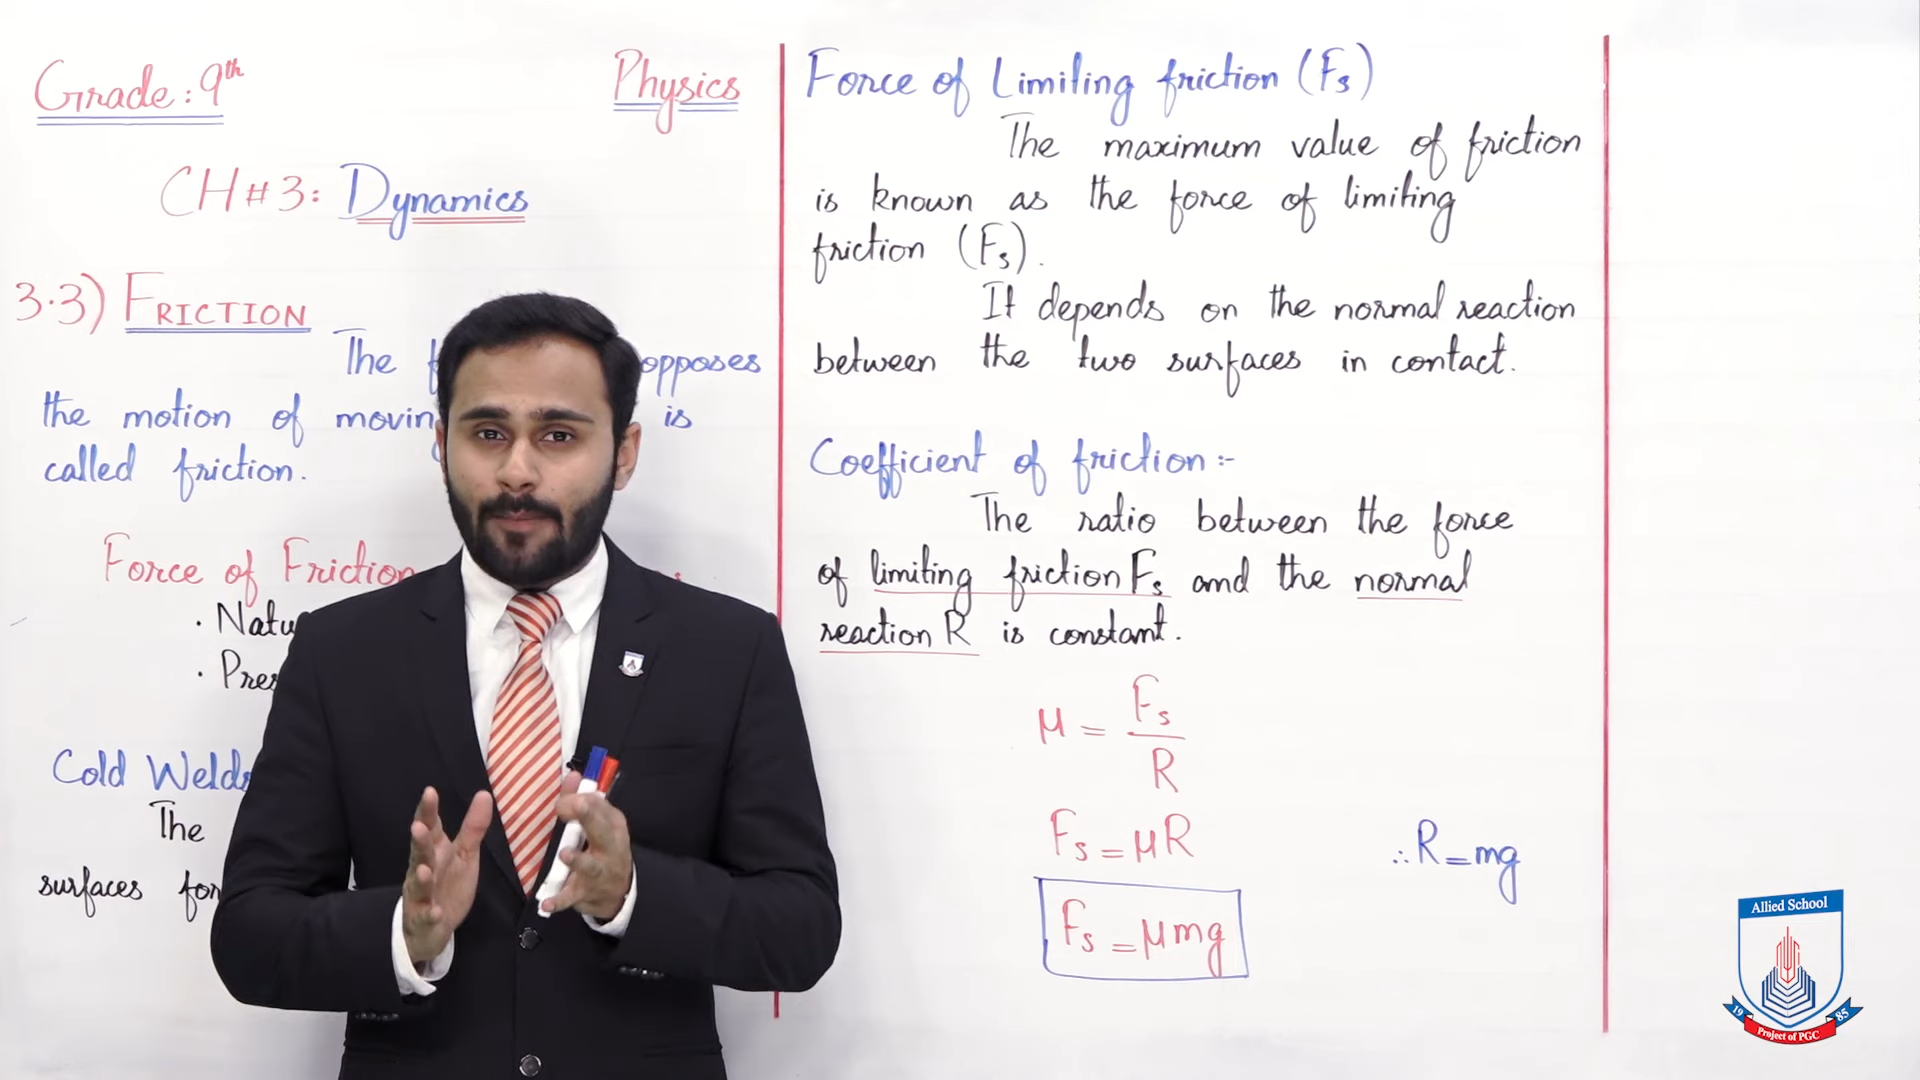 Grade: 9th
Physics
CH#3: Dynamics
3.3) FRICTION
The opposes
the motion of is
called friction.
Force of Friction
· 
· 
Cold Welds
The
surfaces
Force of Limiting friction (Fs)
The maximum value of friction
is known as the force of limiting
friction (Fs).
It depends on the normal reaction
between the two surfaces in contact.
Coefficient of friction:-
The ratio between the force
of limiting friction Fs and the normal
reaction R is constant.
μ = Fs
R
Fs = μR
∴ R = mg
Fs = μmg
Allied School
19 85
Project of PGC